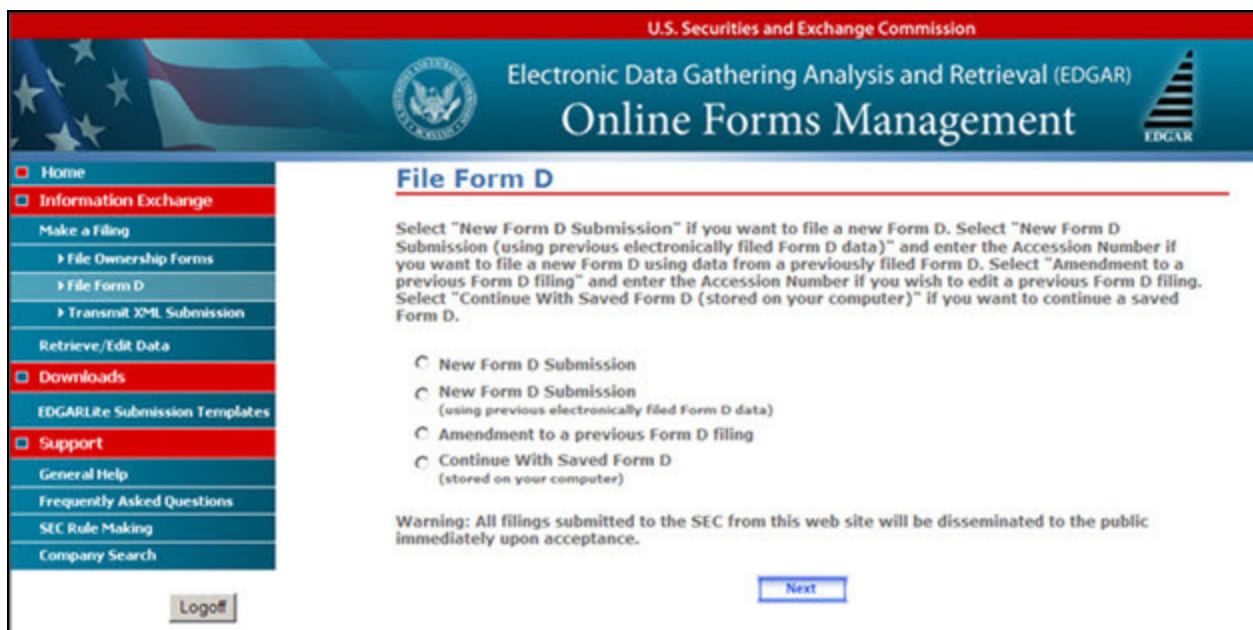 U.S. Securities and Exchange Commission
Electronic Data Gathering Analysis and Retrieval (EDGAR)
Online Forms Management
EDGAR
Home
Information Exchange
Make a Filing
File Ownership Forms
File Form D
Transmit XML Submission
Retrieve/Edit Data
Downloads
EDGARLite Submission Templates
Support
General Help
Frequently Asked Questions
SEC Rule Making
Company Search
Logoff
File Form D
Select "New Form D Submission" if you want to file a new Form D. Select "New Form D
Submission (using previous electronically filed Form D data)" and enter the Accession Number if
you want to file a new Form D using data from a previously filed Form D. Select "Amendment to a
previous Form D filing" and enter the Accession Number if you wish to edit a previous Form D filing.
Select "Continue With Saved Form D (stored on your computer)" if you want to continue a saved
Form D.
New Form D Submission
New Form D Submission
(using previous electronically filed Form D data)
Amendment to a previous Form D filing
Continue With Saved Form D
(stored on your computer)
Warning: All filings submitted to the SEC from this web site will be disseminated to the public
immediately upon acceptance.
Next